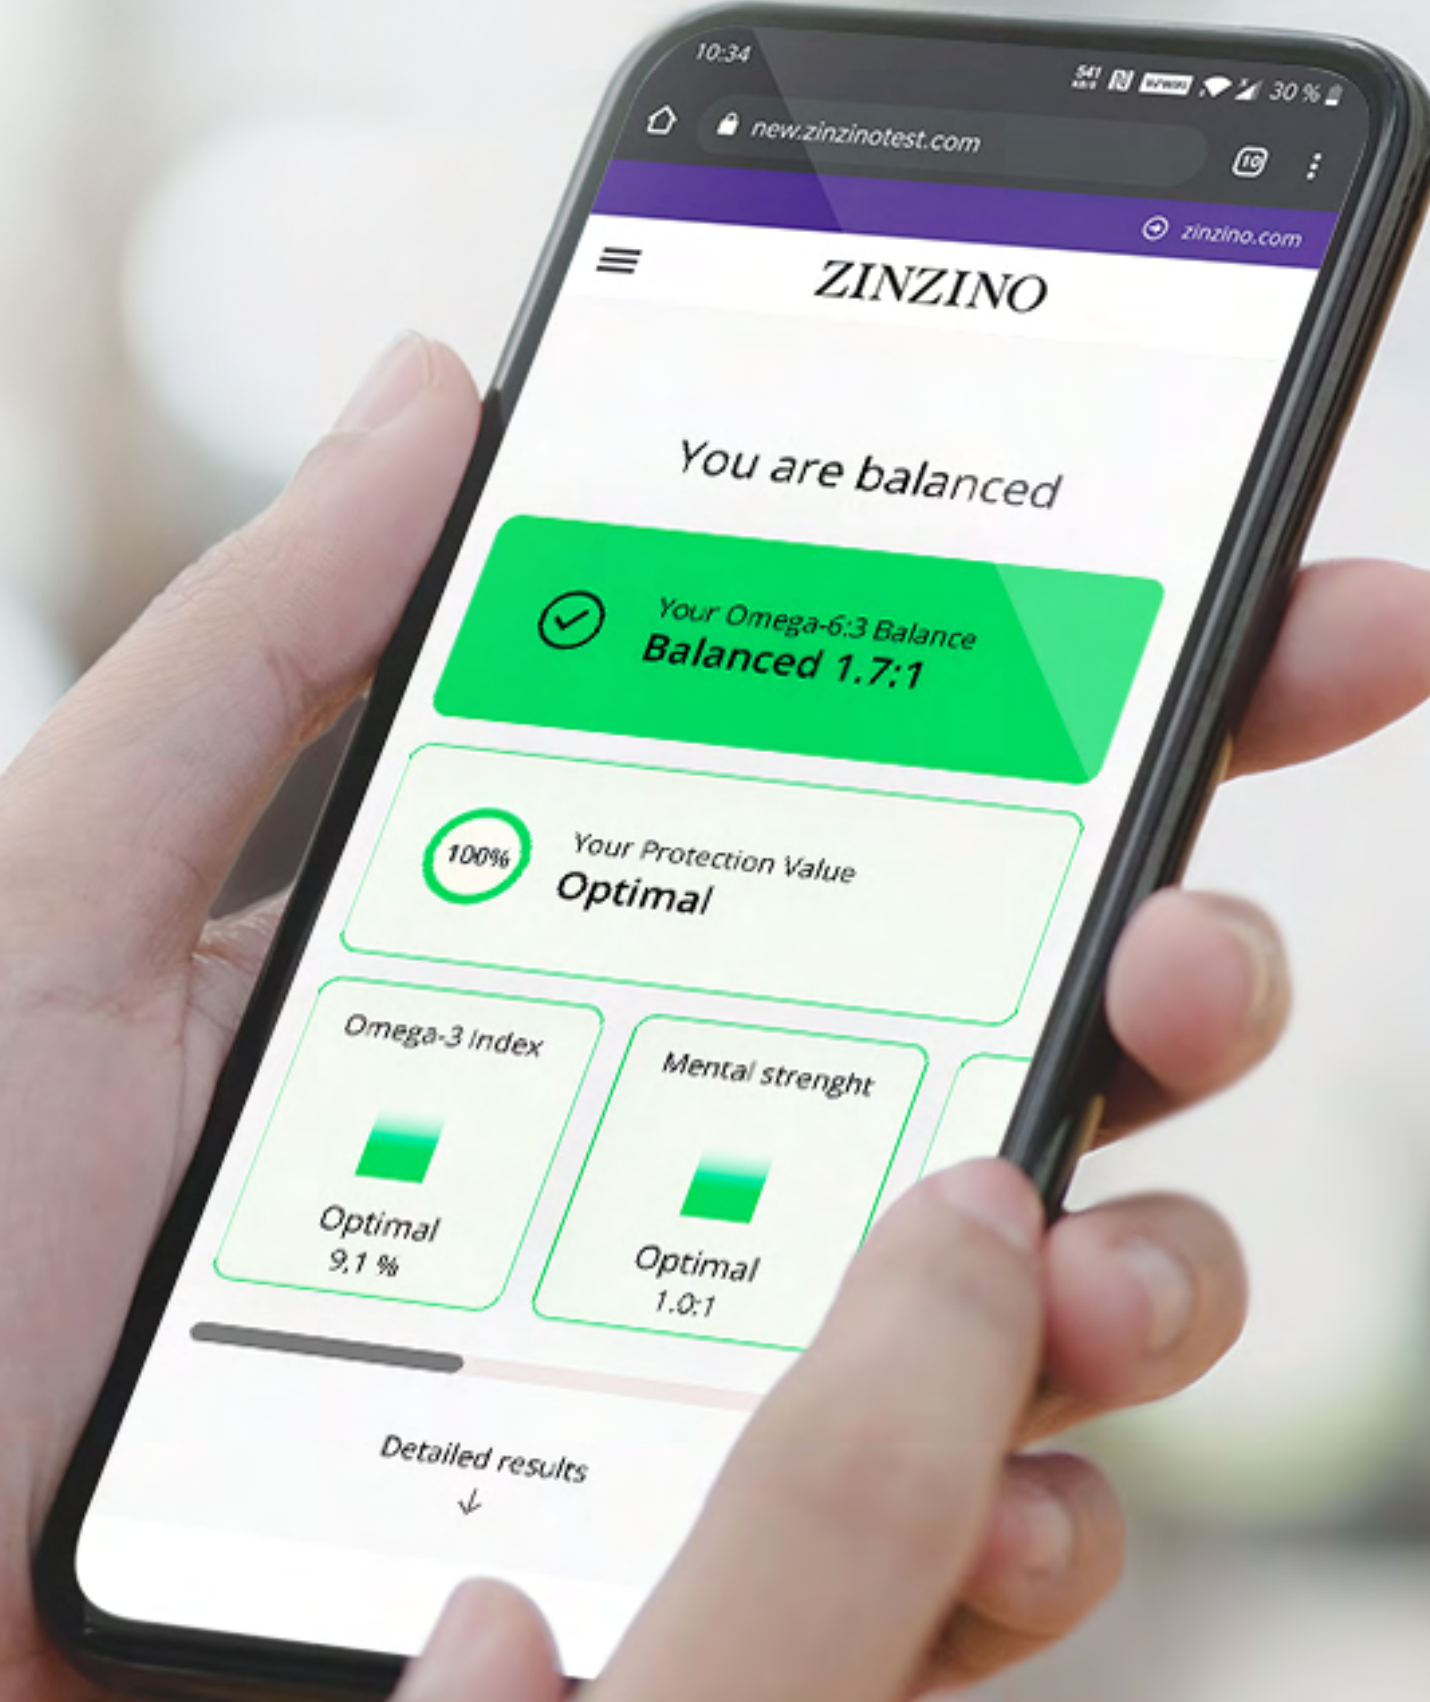 10:34
541
30 %
new.zinzinotest.com
10
zinzino.com
ZINZINO
You are balanced
Your Omega-6:3 Balance
Balanced 1.7:1
100%
Your Protection Value
Optimal
Omega-3 Index
Mental strenght
Optimal
9,1 %
Optimal
1.0:1
Detailed results